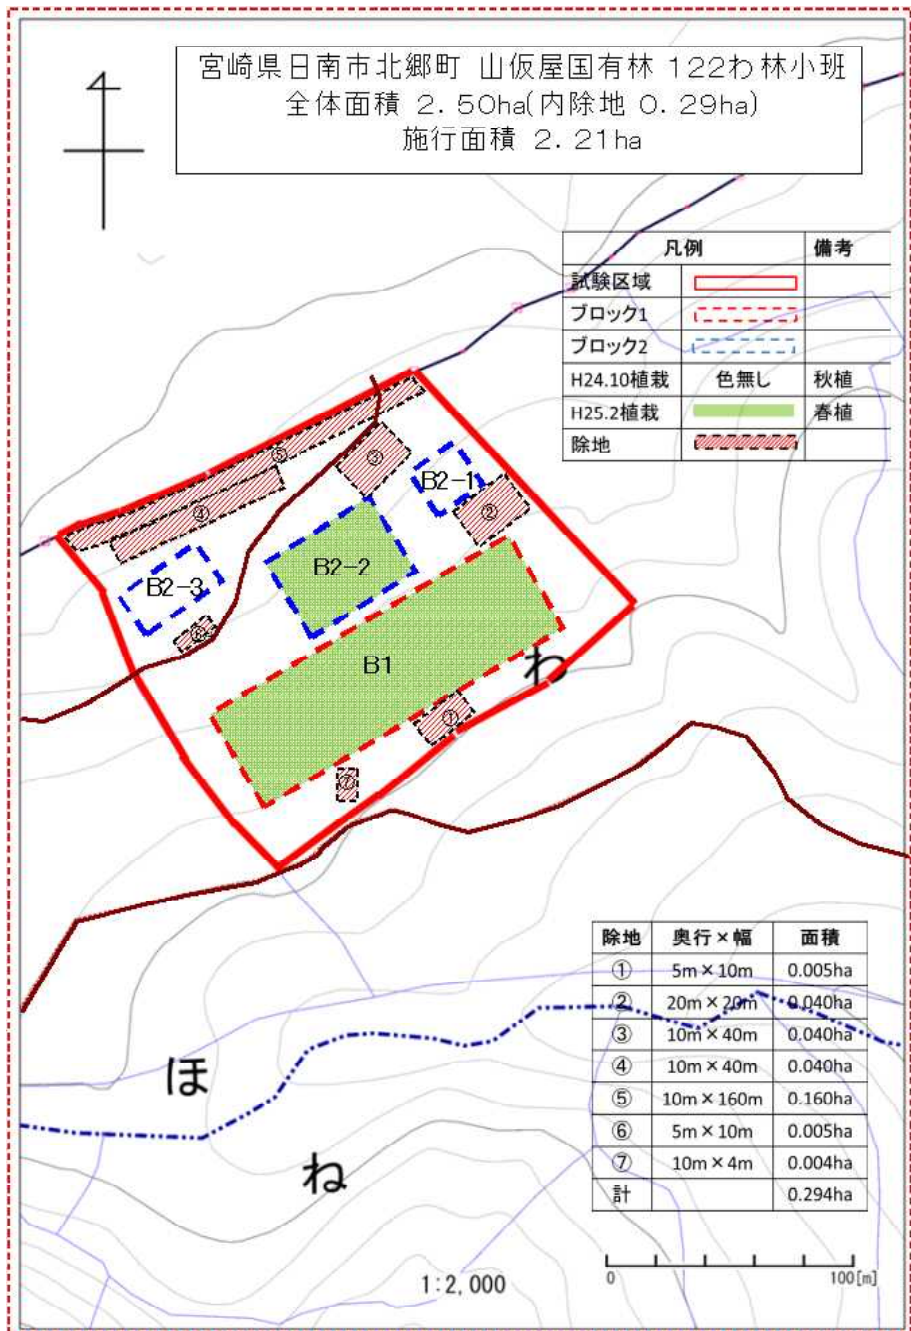 宮崎県日南市北郷町 山仮屋国有林 122わ林小班
全体面積 2.50ha(内除地 0.29ha)
施行面積 2.21ha
凡例 備考
試験区域
ブロック1
ブロック2
H24.10植栽 色無し 秋植
H25.2植栽 春植
除地
⑤
③
④
B2-1
②
B2-2
B2-3
⑥
B1
わ
①
⑦
除地 奥行×幅 面積
① 5m×10m 0.005ha
② 20m×20m 0.040ha
③ 10m×40m 0.040ha
④ 10m×40m 0.040ha
⑤ 10m×160m 0.160ha
⑥ 5m×10m 0.005ha
⑦ 10m×4m 0.004ha
計 0.294ha
ほ
ね
1:2,000
0 100[m]